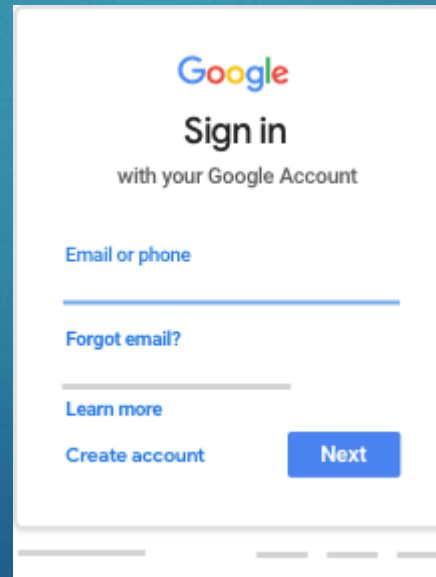 Google
Sign in
with your Google Account
Email or phone
Forgot email?
Learn more
Create account
Next